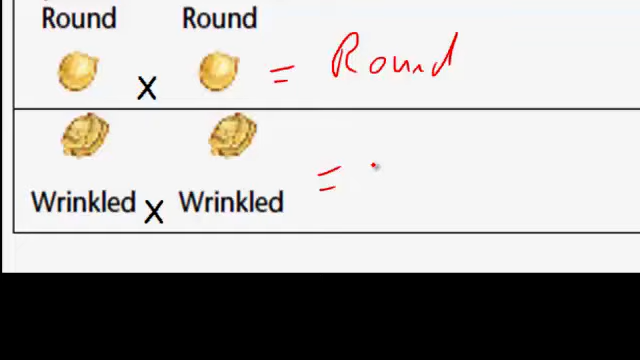 Round Round
X = Round
Wrinkled X Wrinkled =